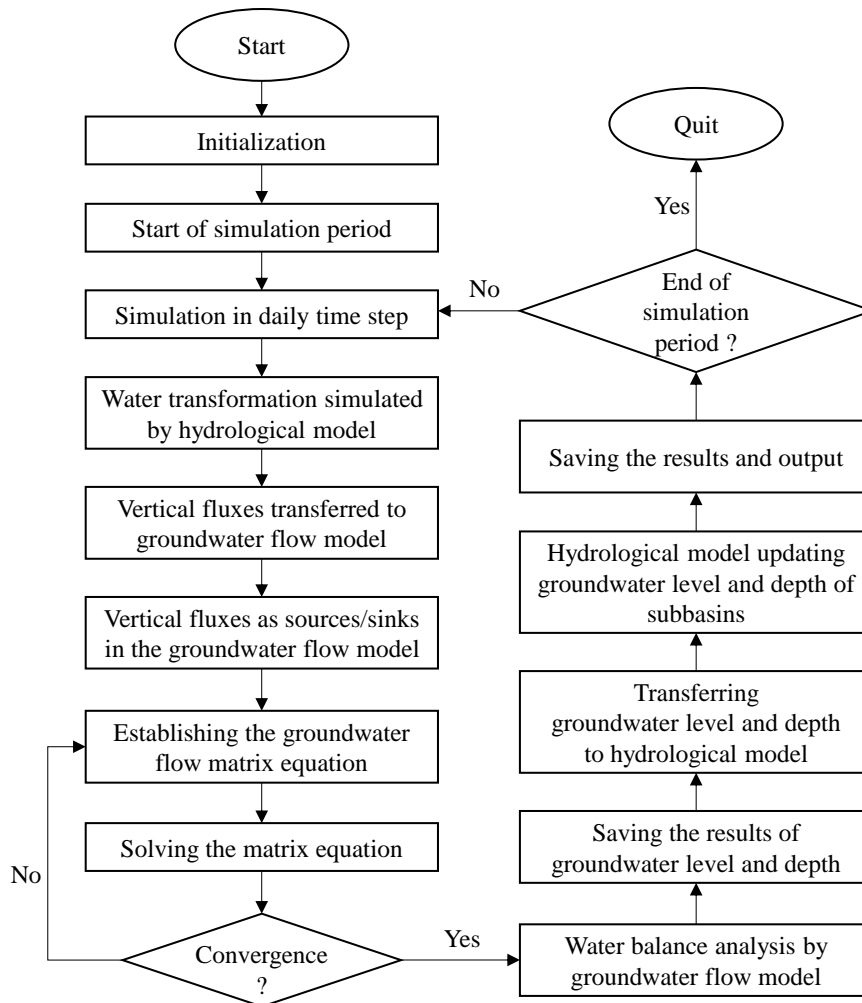 Start
Initialization
Start of simulation period
Simulation in daily time step
Water transformation simulated
by hydrological model
Vertical fluxes transferred to
groundwater flow model
Vertical fluxes as sources/sinks
in the groundwater flow model
Establishing the groundwater
flow matrix equation
Solving the matrix equation
No
Convergence
?
Yes
Water balance analysis by
groundwater flow model
Saving the results of
groundwater level and depth
Transferring
groundwater level and depth
to hydrological model
Hydrological model updating
groundwater level and depth of
subbasins
Saving the results and output
End of
simulation
period ?
No
Yes
Quit